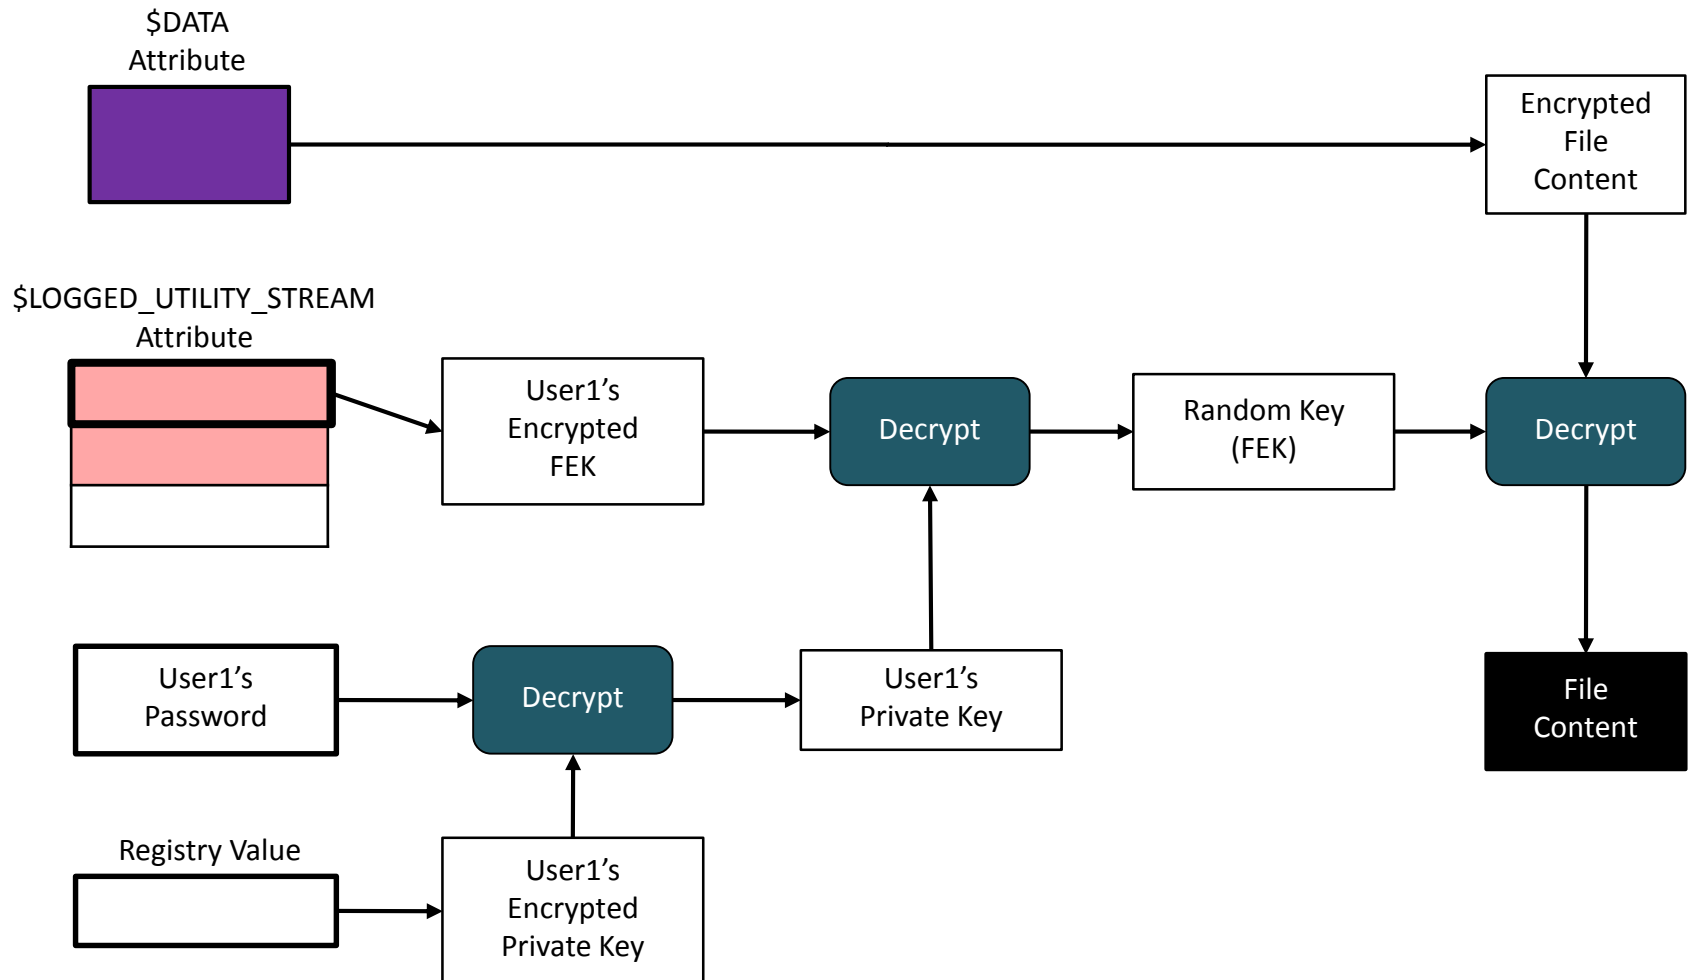 $DATA
Attribute
Encrypted
File
Content
$LOGGED_UTILITY_STREAM
Attribute
User1’s
Encrypted
FEK
Decrypt
Random Key
(FEK)
Decrypt
User1’s
Password
Decrypt
User1’s
Private Key
File
Content
Registry Value
User1’s
Encrypted
Private Key